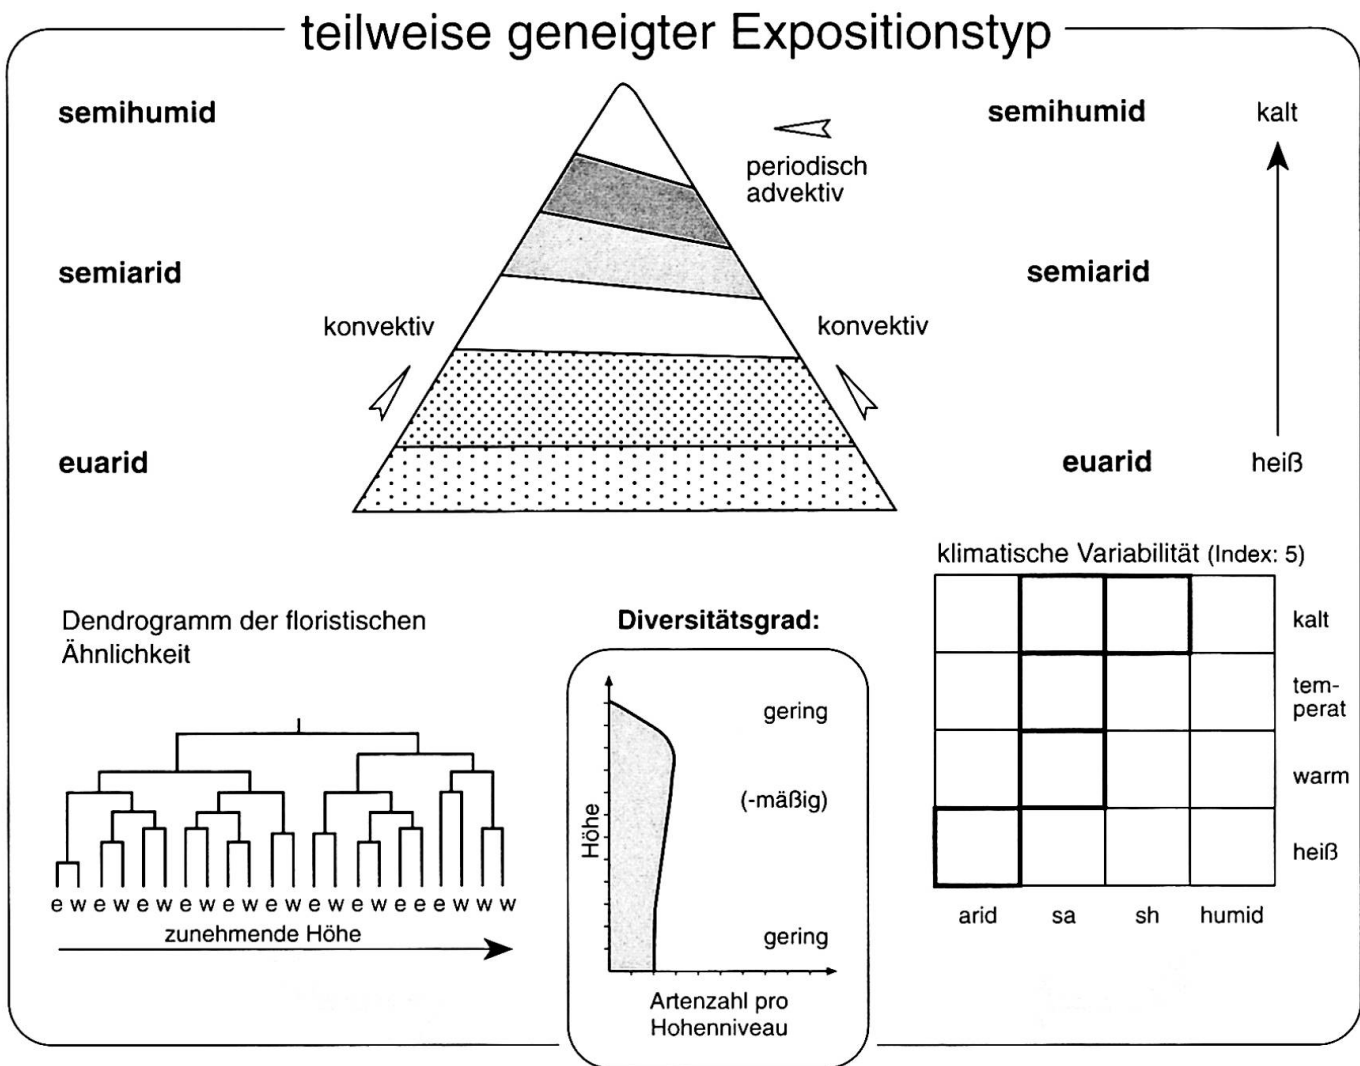 teilweise geneigter Expositionstyp
semihumid
semihumid
kalt
periodisch
advektiv
semiarid
semiarid
konvektiv
konvektiv
euarid
euarid
heiß
klimatische Variabilität (Index: 5)
kalt
tem-
perat
warm
heiß
arid sa sh humid
Dendrogramm der floristischen
Ähnlichkeit
e w e w e w e w e w e w e w e w e e e w w w
zunehmende Höhe
Diversitätsgrad:
gering
(-mäßig)
gering
Höhe
Artenzahl pro
Hohenniveau